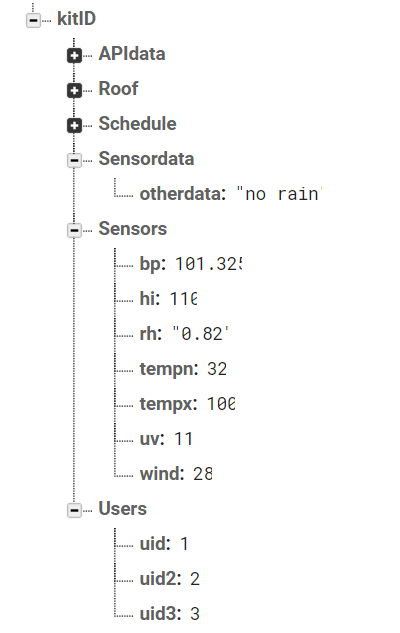 kitID
APIdata
Roof
Schedule
Sensordata
otherdata: "no rain"
Sensors
bp: 101.325
hi: 110
rh: "0.82"
tempn: 32
tempx: 100
uv: 11
wind: 28
Users
uid: 1
uid2: 2
uid3: 3